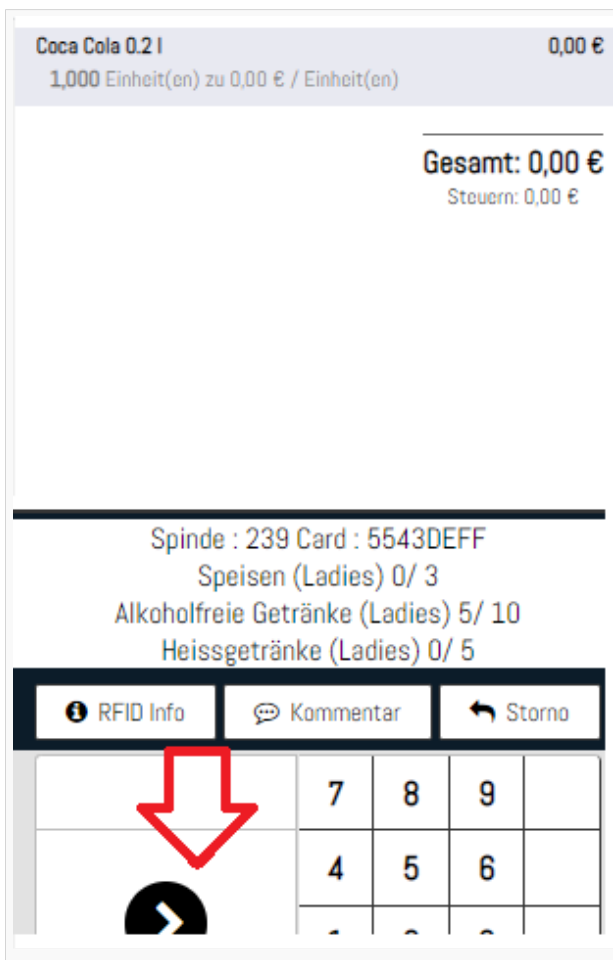 Coca Cola 0.2 l 0,00 €
1,000 Einheit(en) zu 0,00 € / Einheit(en)
Gesamt: 0,00 €
Steuern: 0,00 €
Spinde : 239 Card : 5543DEFF
Speisen (Ladies) 0/ 3
Alkoholfreie Getränke (Ladies) 5/ 10
Heissgetränke (Ladies) 0/ 5
RFID Info Kommentar Storno
7 8 9
4 5 6